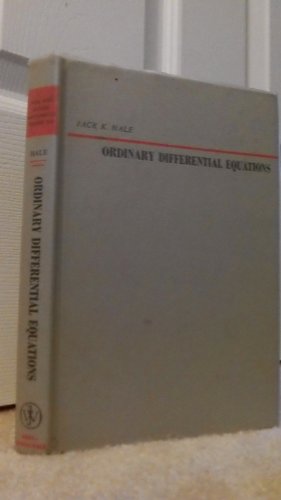 JACK K. HALE
ORDINARY DIFFERENTIAL EQUATIONS
HALE
ORDINARY DIFFERENTIAL EQUATIONS